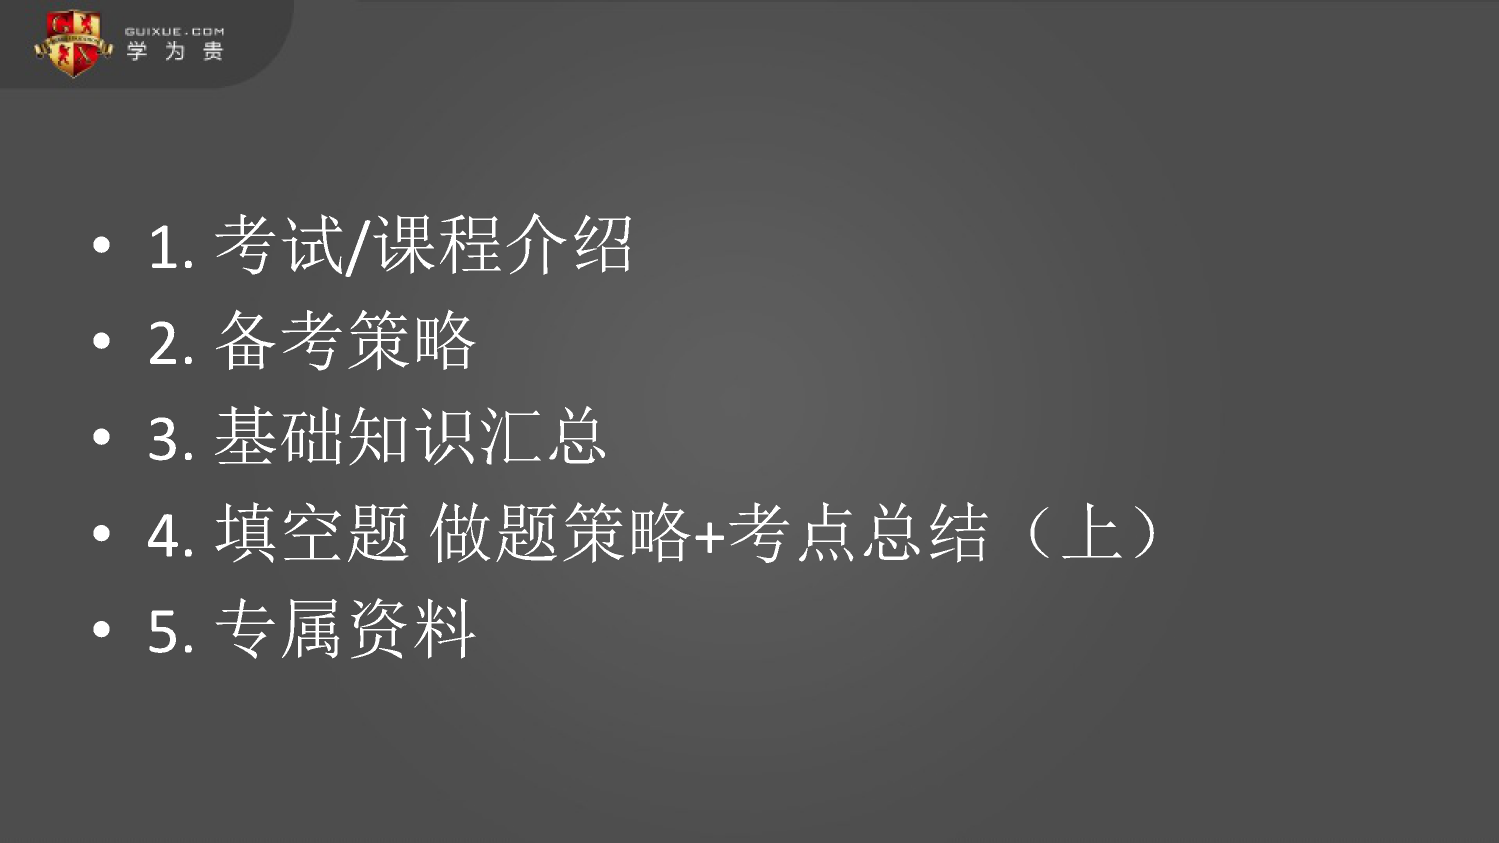 GUIXUE.COM
学为贵
• 1. 考试/课程介绍
• 2. 备考策略
• 3. 基础知识汇总
• 4. 填空题 做题策略+考点总结（上）
• 5. 专属资料